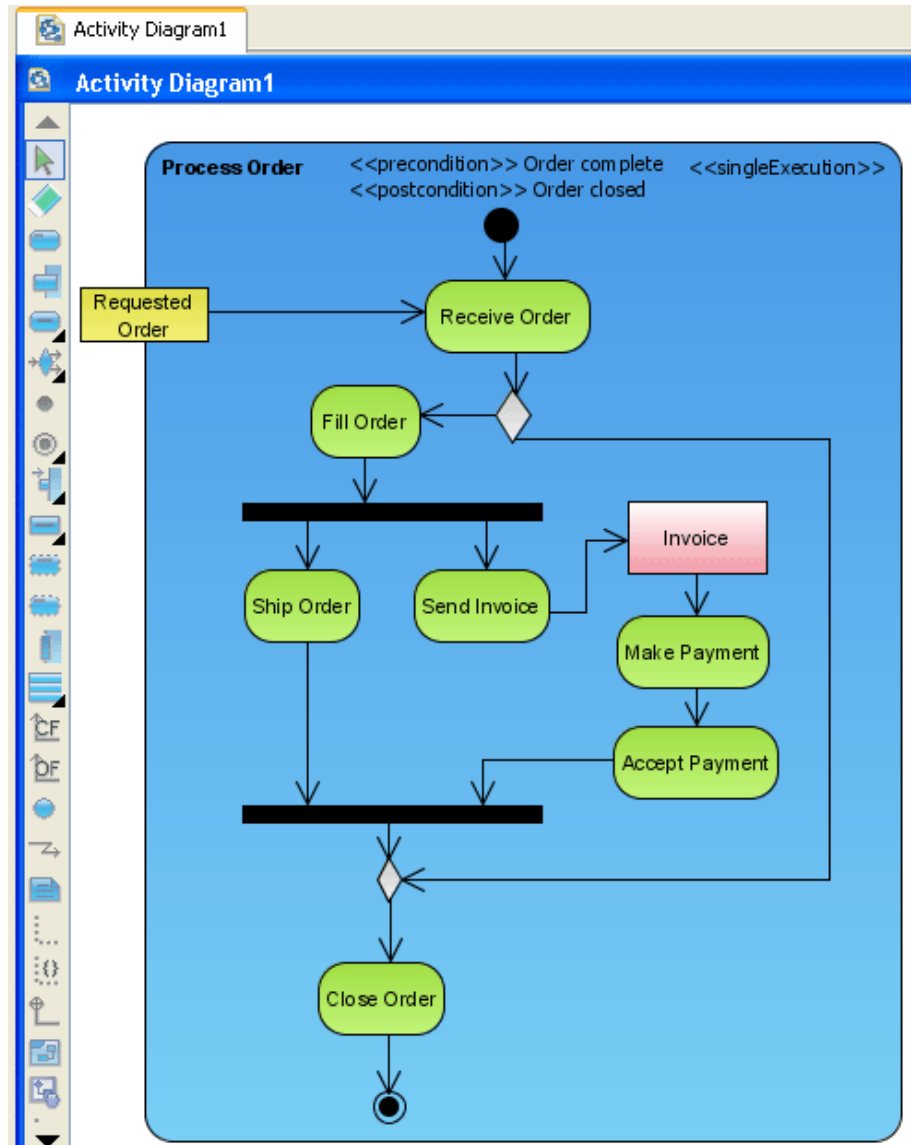 Activity Diagram1
Activity Diagram1
Process Order
<<precondition>> Order complete
<<singleExecution>>
<<postcondition>> Order closed
Requested
Order
Receive Order
Fill Order
Invoice
Ship Order
Send Invoice
Make Payment
Accept Payment
Close Order
CF
OF